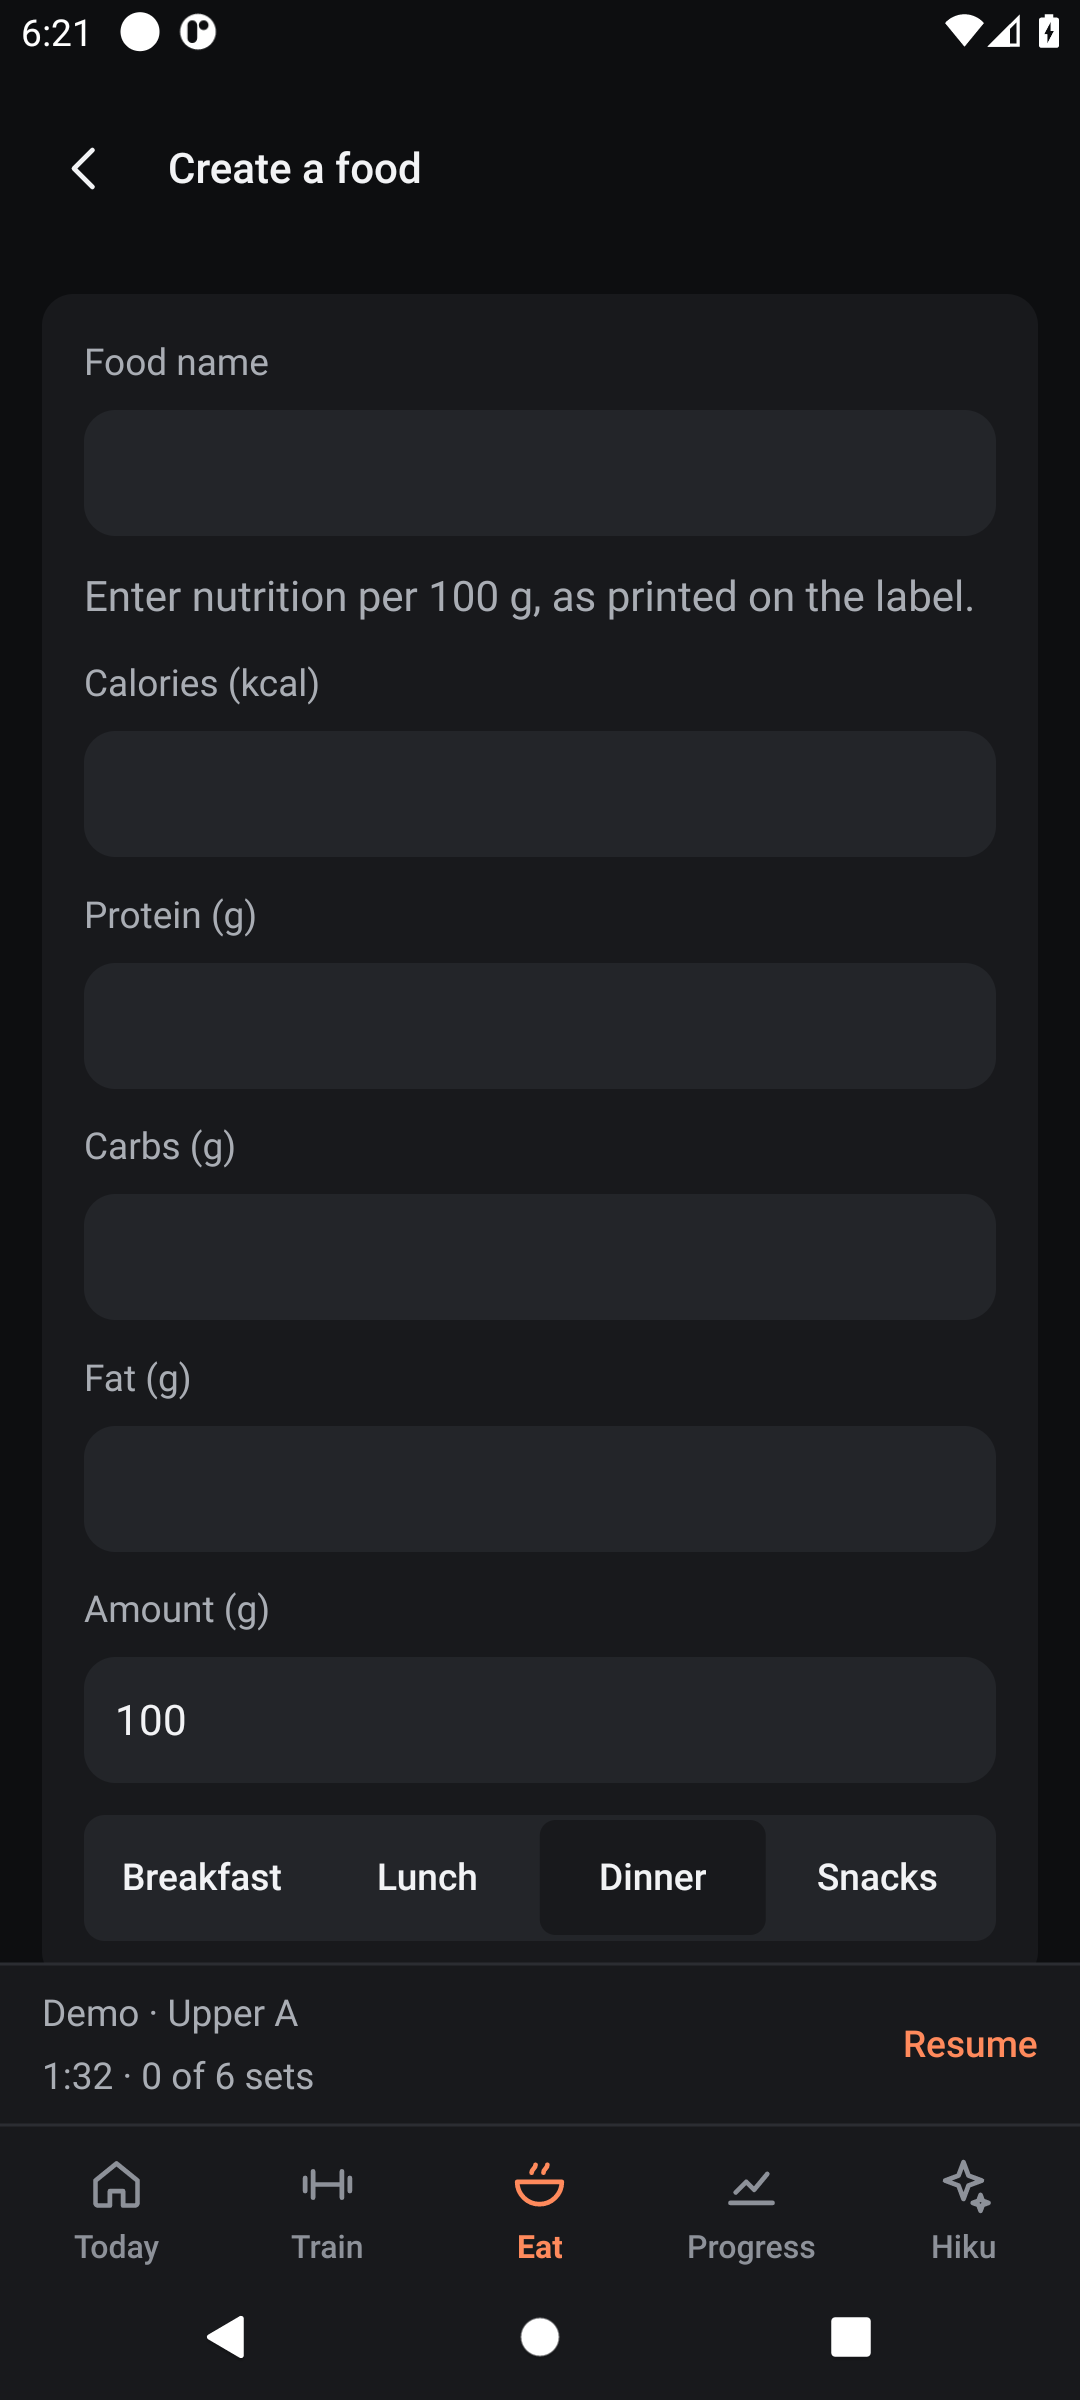 6:21
Create a food
Food name
Enter nutrition per 100 g, as printed on the label.
Calories (kcal)
Protein (g)
Carbs (g)
Fat (g)
Amount (g)
100
Breakfast Lunch Dinner Snacks
Demo · Upper A
Resume
1:32 · 0 of 6 sets
Today Train Eat Progress Hiku